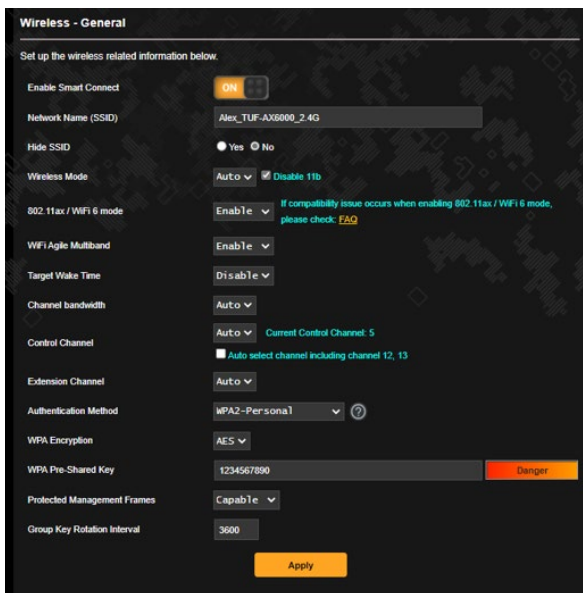 Wireless - General
Set up the wireless related information below.
Enable Smart Connect ON
Network Name (SSID) Alex_TUF-AX6000_2.4G
Hide SSID Yes No
Wireless Mode Auto Disable 11b
802.11ax / WiFi 6 mode Enable If compatibility issue occurs when enabling 802.11ax / WiFi 6 mode,
please check: FAQ
WiFi Agile Multiband Enable
Target Wake Time Disable
Channel bandwidth Auto
Control Channel Auto Current Control Channel: 5
Auto select channel including channel 12, 13
Extension Channel Auto
Authentication Method WPA2-Personal ?
WPA Encryption AES
WPA Pre-Shared Key 1234567890 Danger
Protected Management Frames Capable
Group Key Rotation Interval 3600
Apply